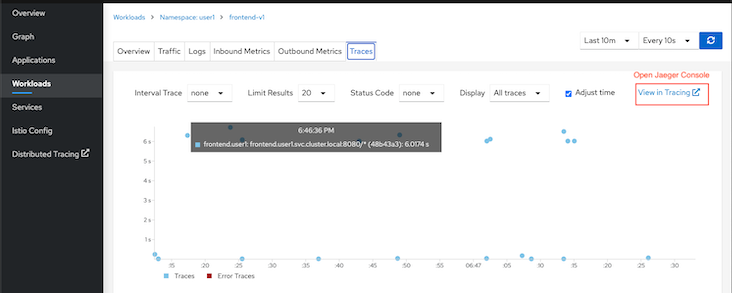 Overview
Graph
Applications
Workloads
Services
Istio Config
Distributed Tracing
Workloads > Namespace: user1 > frontend-v1
Last 10m Every 10s
Overview Traffic Logs Inbound Metrics Outbound Metrics Traces
Open Jaeger Console
Interval Trace none Limit Results 20 Status Code none Display All traces Adjust time View in Tracing
6:46:36 PM
frontend.user1: frontend.user1.svc.cluster.local:8080/* (48b43a3): 6.0174 s
6 s
5 s
4 s
3 s
2 s
1 s
:15 :20 :25 :30 :35 :40 :45 :50 :55 06:47 :05 :10 :15 :20 :25 :30
Traces Error Traces